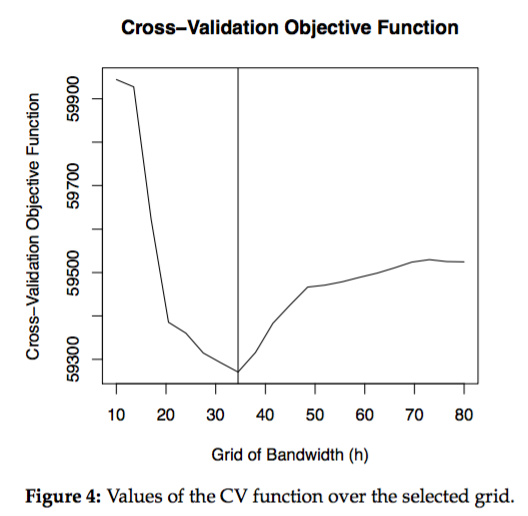 Cross–Validation Objective Function
Cross–Validation Objective Function
59900
59700
59500
59300
10 20 30 40 50 60 70 80
Grid of Bandwidth (h)
Figure 4: Values of the CV function over the selected grid.